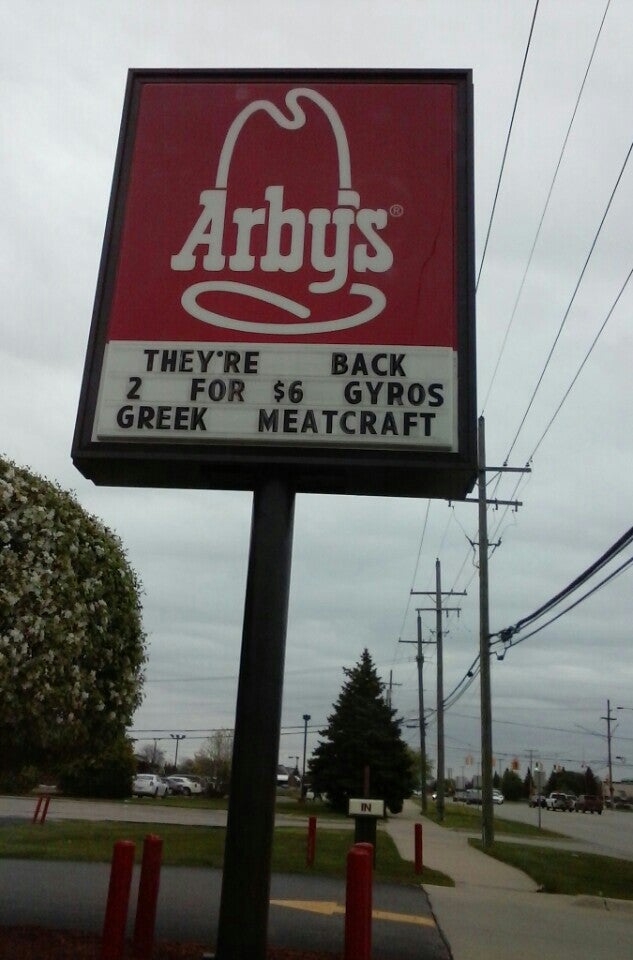 Arby's®
THEY'RE BACK
2 FOR $6 GYROS
GREEK MEATCRAFT
IN